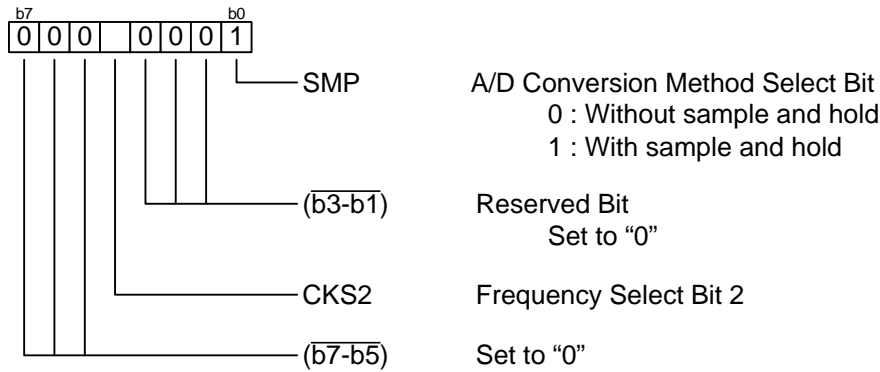 b7 b0
0 0 0 0 0 0 1
SMP A/D Conversion Method Select Bit
0 : Without sample and hold
1 : With sample and hold
(b3-b1) Reserved Bit
Set to “0”
CKS2 Frequency Select Bit 2
(b7-b5) Set to “0”